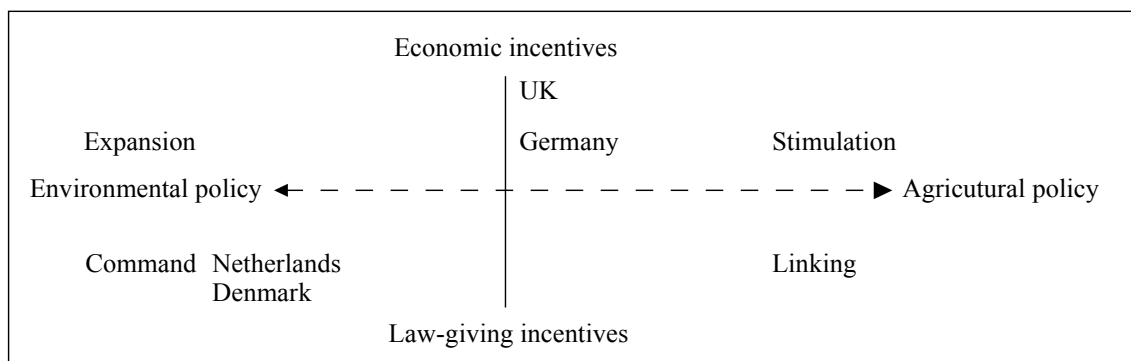 Economic incentives
UK
Expansion Germany Stimulation
Environmental policy Agricutural policy
Command Netherlands Linking
Denmark
Law-giving incentives